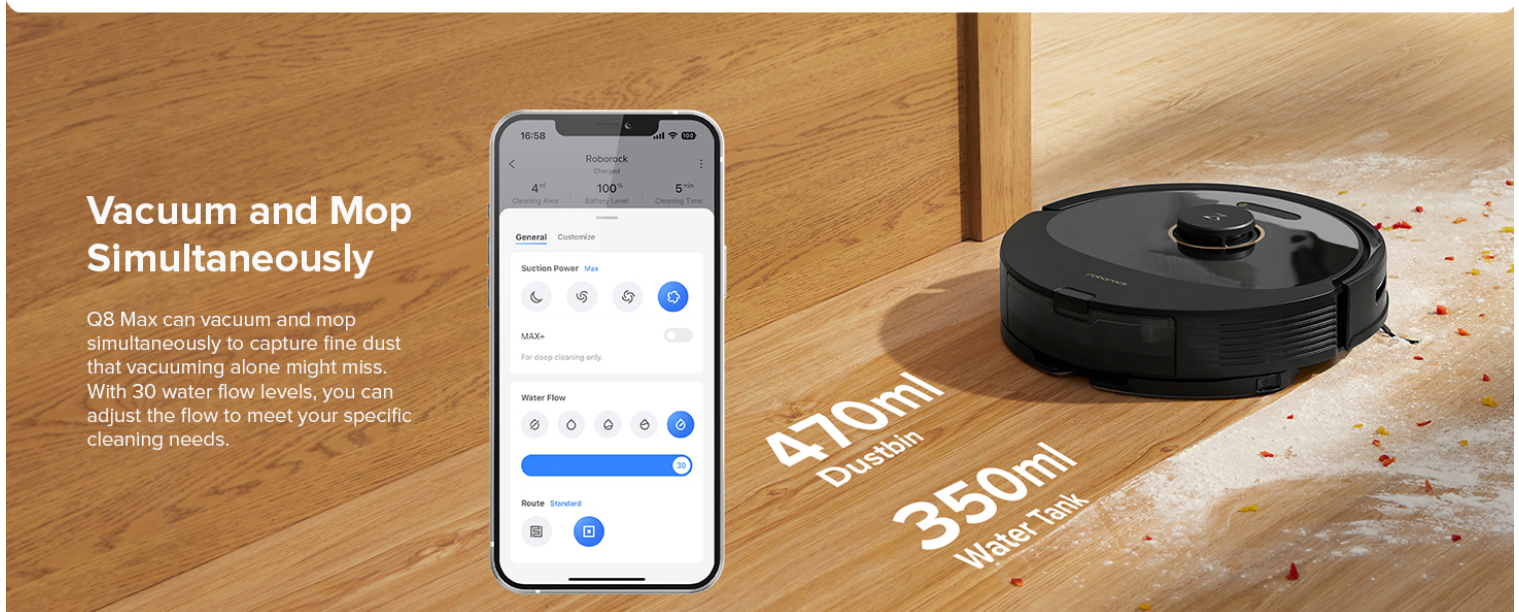 Vacuum and Mop
Simultaneously
Q8 Max can vacuum and mop
simultaneously to capture fine dust
that vacuuming alone might miss.
With 30 water flow levels, you can
adjust the flow to meet your specific
cleaning needs.
16:58
100
Roborock
Charged
4㎡ 100% 5min
Cleaning Area Battery Level Cleaning Time
General Customize
Suction Power Max
MAX+
For deep cleaning only.
Water Flow
30
Route Standard
roborock
470ml
Dustbin
350ml
Water Tank